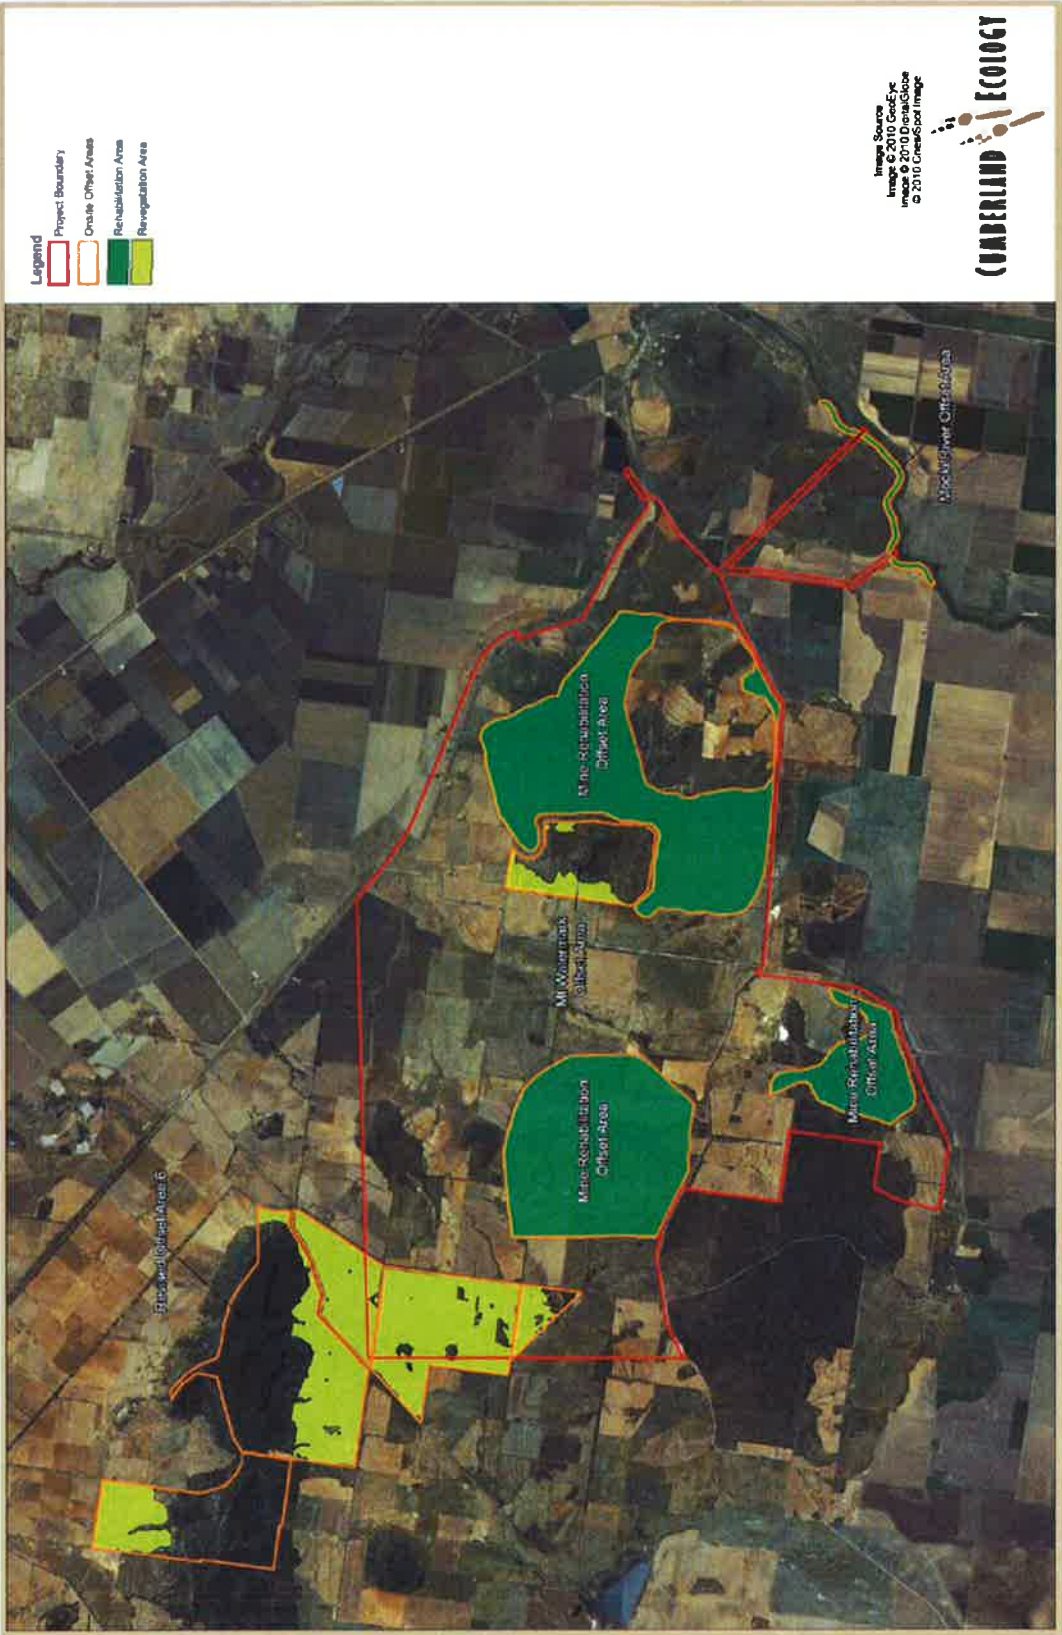 Legend
Project Boundary
Onsite Offset Areas
Rehabilitation Area
Revegetation Area
Offset Area 6
Mt Watermark
Offset Area
Mine Rehabilitation
Offset Area
Mine Rehabilitation
Offset Area
Mine Rehabilitation
Offset Area
River Offset Area
Image Source
Image © 2010 GeoEye
Image © 2010 DigitalGlobe
© 2010 Cnes/Spot Image
CUMBERLAND ECOLOGY